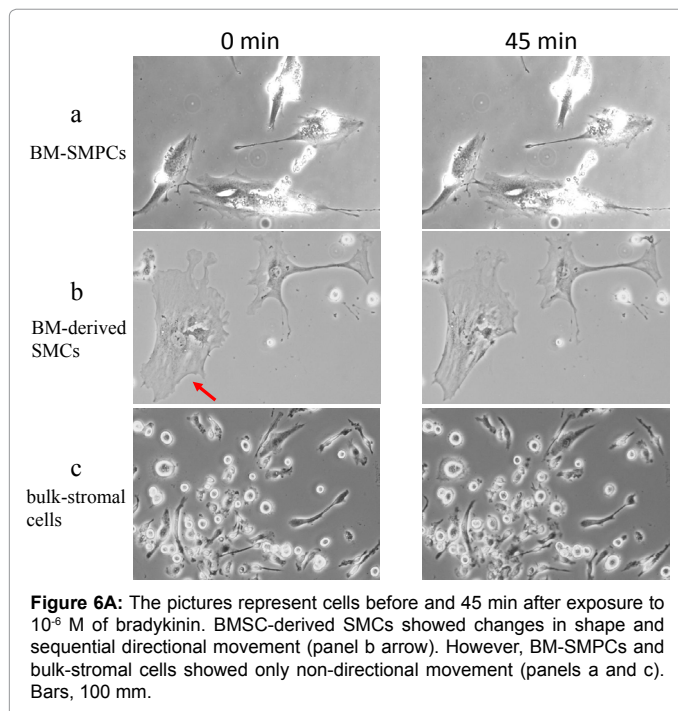 0 min 45 min
a
BM-SMPCs
b
BM-derived
SMCs
c
bulk-stromal
cells
Figure 6A: The pictures represent cells before and 45 min after exposure to
10⁻⁶ M of bradykinin. BMSC-derived SMCs showed changes in shape and
sequential directional movement (panel b arrow). However, BM-SMPCs and
bulk-stromal cells showed only non-directional movement (panels a and c).
Bars, 100 mm.